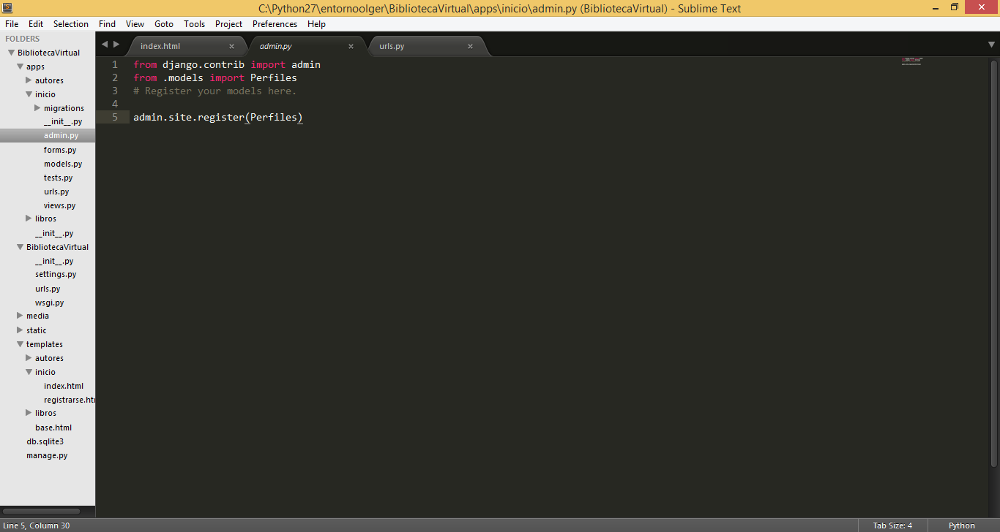 C:\Python27\entornoolger\BibliotecaVirtual\apps\inicio\admin.py (BibliotecaVirtual) - Sublime Text
File Edit Selection Find View Goto Tools Project Preferences Help
FOLDERS
BibliotecaVirtual
apps
autores
inicio
migrations
__init__.py
admin.py
forms.py
models.py
tests.py
urls.py
views.py
libros
__init__.py
BibliotecaVirtual
__init__.py
settings.py
urls.py
wsgi.py
media
static
templates
autores
inicio
index.html
registrarse.htm
libros
base.html
db.sqlite3
manage.py
index.html × admin.py × urls.py ×
1 from django.contrib import admin
2 from .models import Perfiles
3 # Register your models here.
4
5 admin.site.register(Perfiles)
Line 5, Column 30 Tab Size: 4 Python